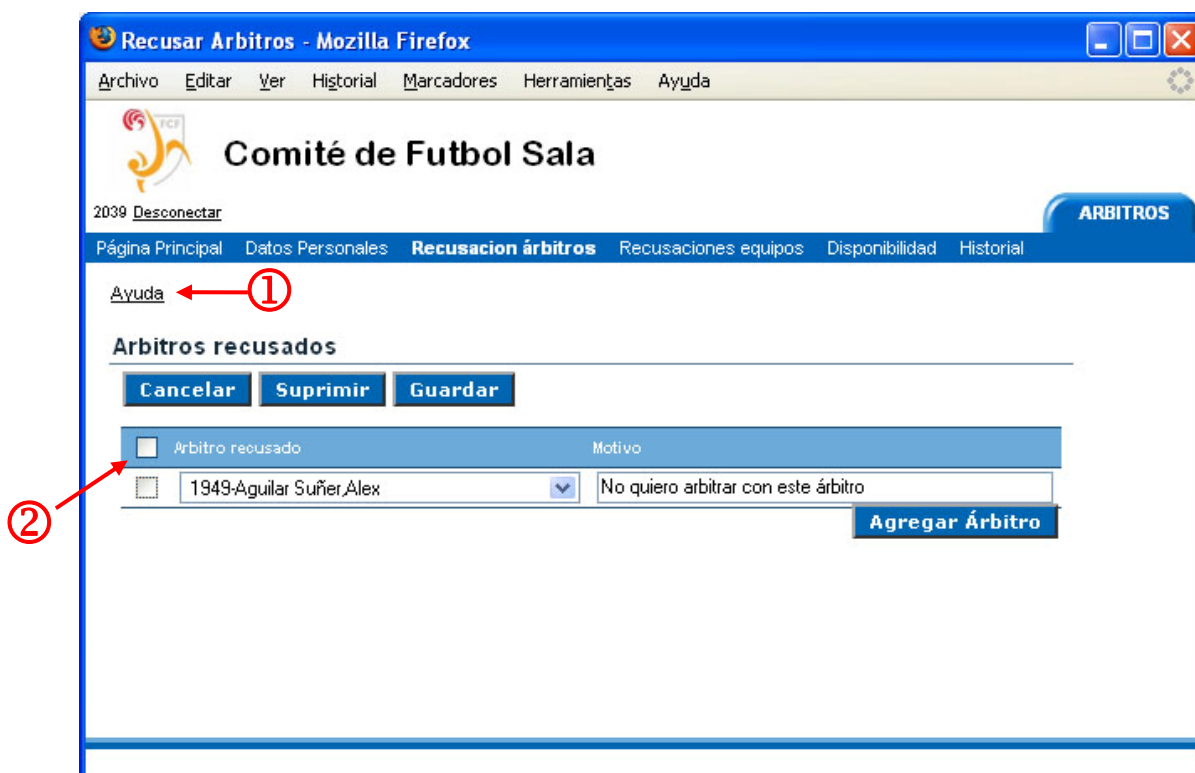 Recusar Arbitros - Mozilla Firefox
Archivo Editar Ver Historial Marcadores Herramientas Ayuda
FCF
Comité de Futbol Sala
2039 Desconectar
ARBITROS
Página Principal Datos Personales Recusacion árbitros Recusaciones equipos Disponibilidad Historial
Ayuda ①
Arbitros recusados
Cancelar Suprimir Guardar
Arbitro recusado Motivo
1949-Aguilar Suñer,Alex No quiero arbitrar con este árbitro
②
Agregar Árbitro